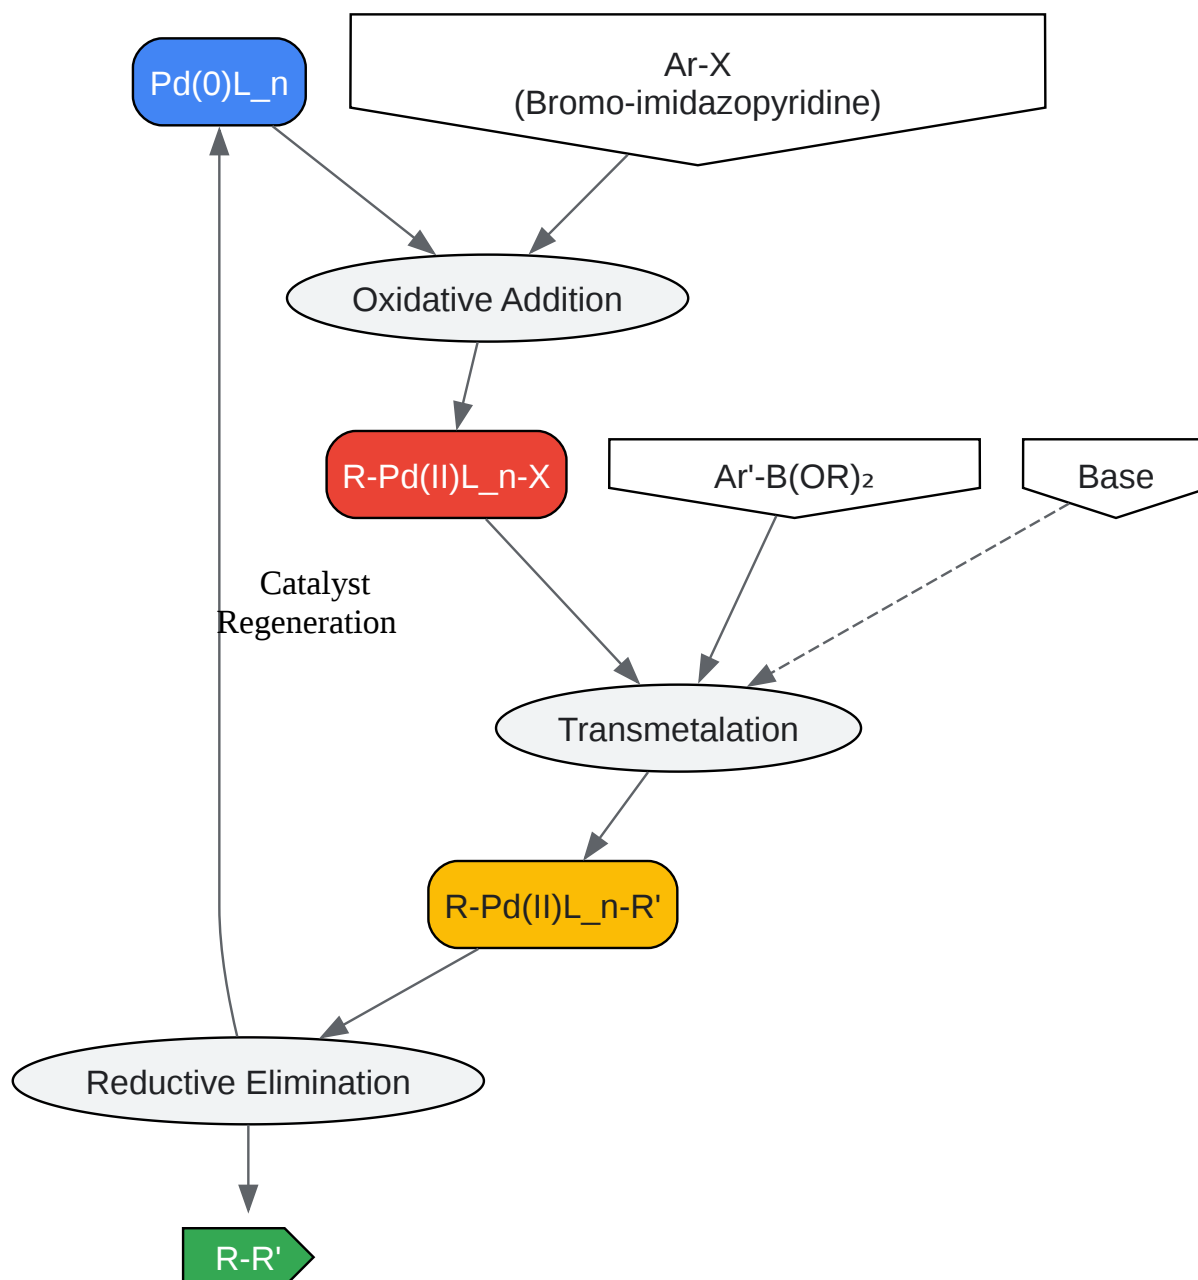 Pd(0)L_n
Ar-X
(Bromo-imidazopyridine)
Oxidative Addition
R-Pd(II)L_n-X
Ar'-B(OR)₂
Base
Catalyst
Regeneration
Transmetalation
R-Pd(II)L_n-R'
Reductive Elimination
R-R'